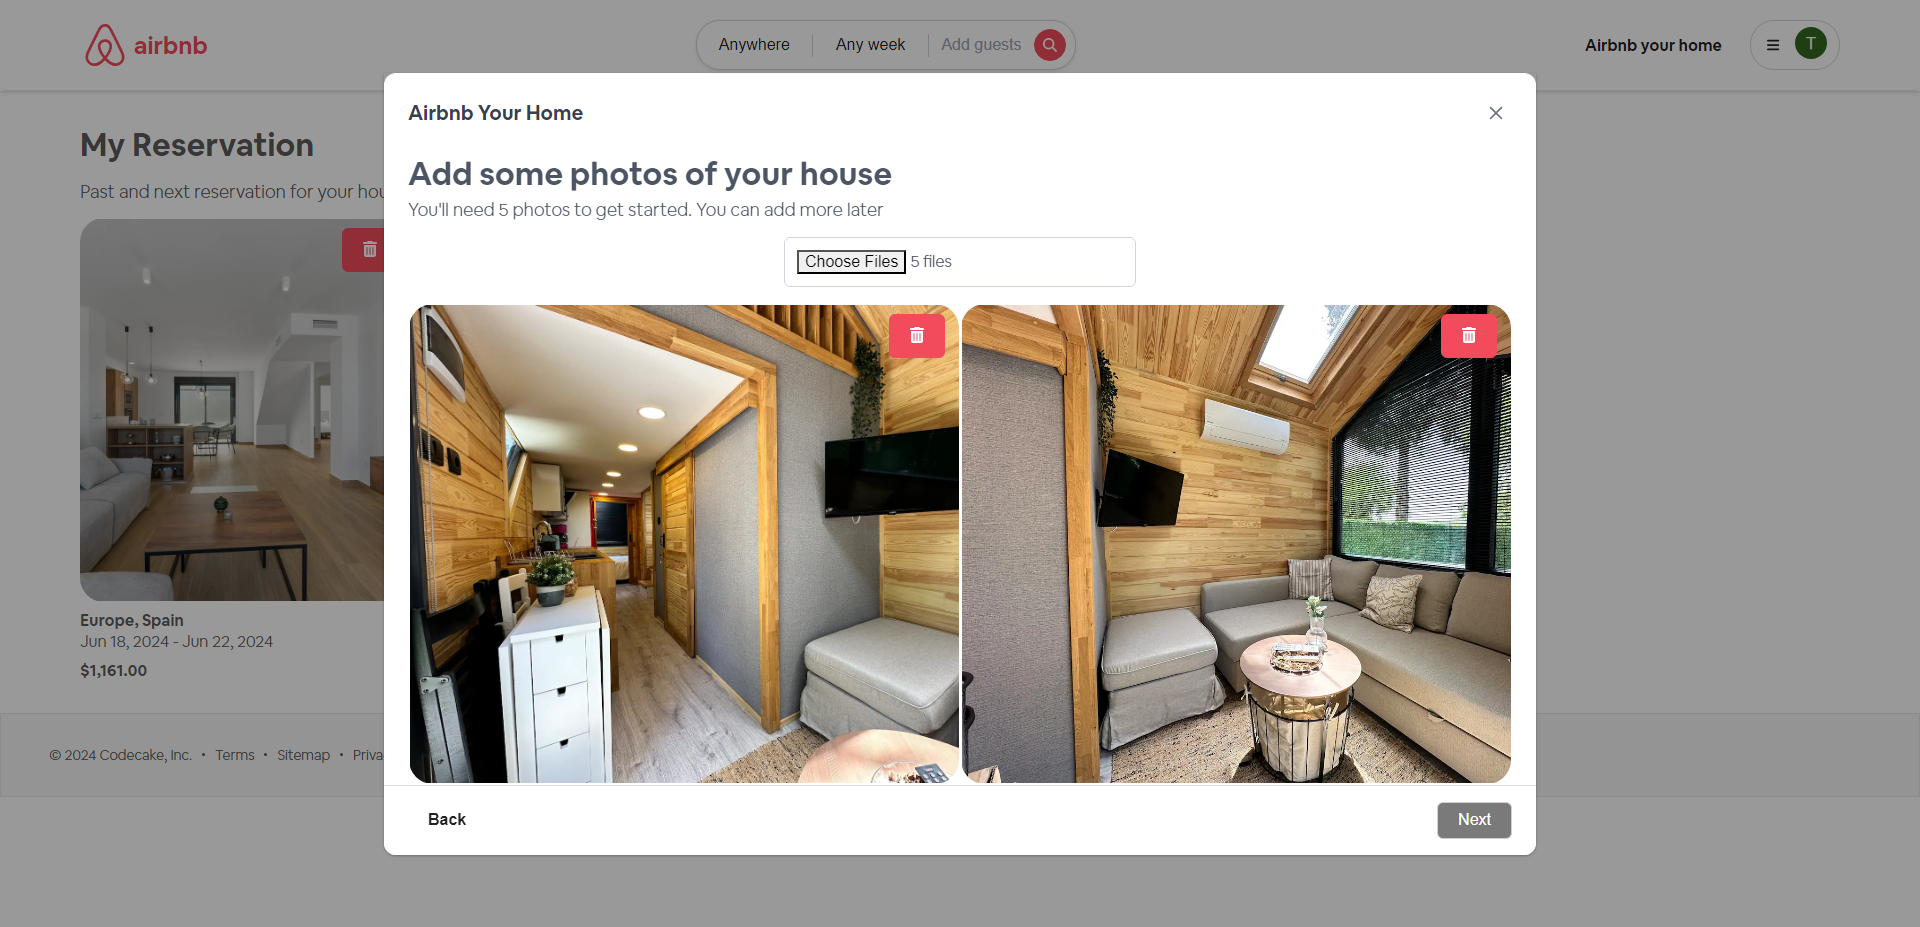 airbnb
Anywhere
Any week
Add guests
Airbnb your home
T
My Reservation
Past and next reservation for your hou
Europe, Spain
Jun 18, 2024 - Jun 22, 2024
$1,161.00
Airbnb Your Home
Add some photos of your house
You'll need 5 photos to get started. You can add more later
Choose Files 5 files
Back
Next
© 2024 Codecake, Inc. • Terms • Sitemap • Priva